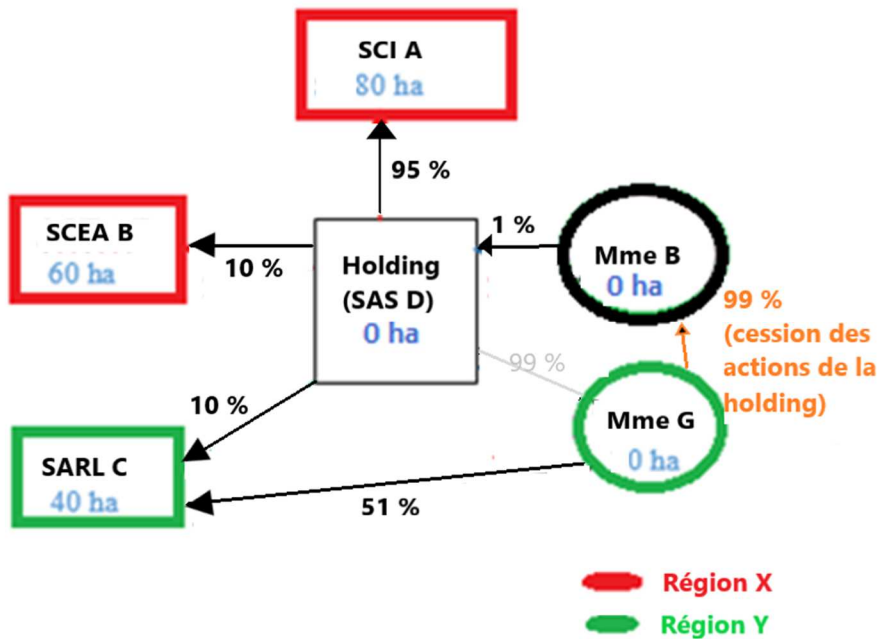 SCI A
80 ha
95 %
SCEA B
60 ha
10 %
Holding
(SAS D)
0 ha
1 %
Mme B
0 ha
99 %
(cession des
actions de la
holding)
99 %
10 %
Mme G
0 ha
SARL C
40 ha
51 %
Région X
Région Y